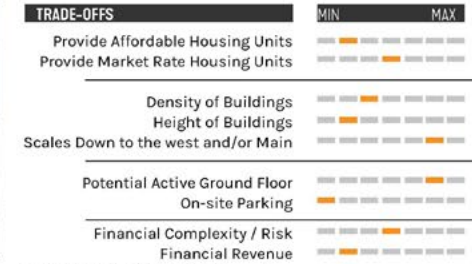 TRADE-OFFS MIN MAX
Provide Affordable Housing Units
Provide Market Rate Housing Units
Density of Buildings
Height of Buildings
Scales Down to the west and/or Main
Potential Active Ground Floor
On-site Parking
Financial Complexity / Risk
Financial Revenue